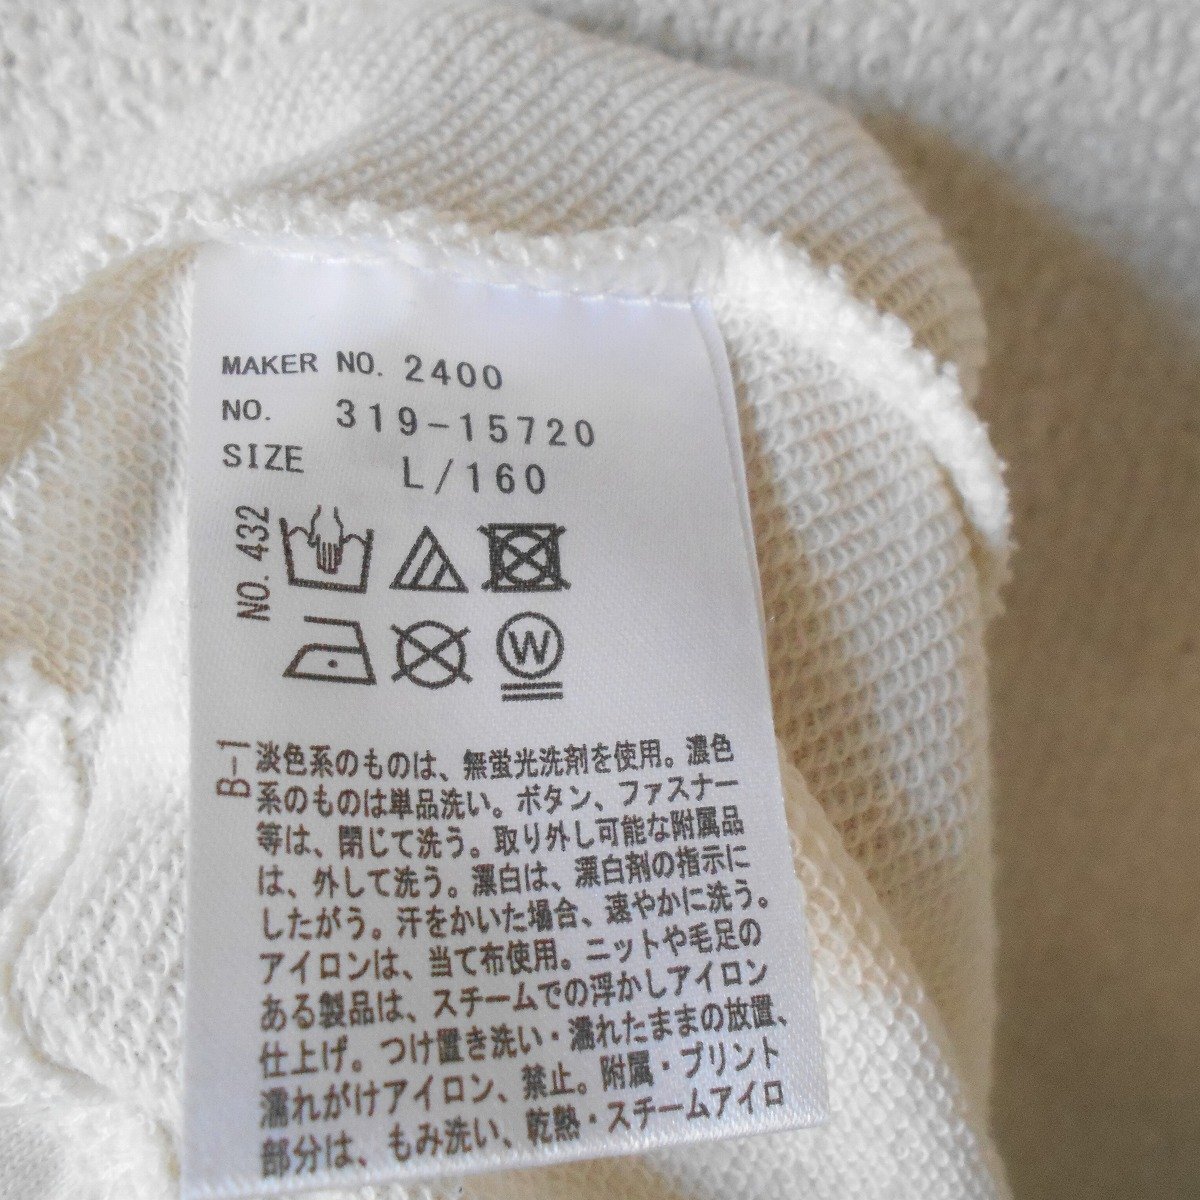 MAKER NO. 2400
NO. 319-15720
SIZE L/160
NO. 432
W
B-1
淡色系のものは、無蛍光洗剤を使用。濃色
系のものは単品洗い。ボタン、ファスナー
等は、閉じて洗う。取り外し可能な附属品
は、外して洗う。漂白は、漂白剤の指示に
したがう。汗をかいた場合、速やかに洗う。
アイロンは、当て布使用。ニットや毛足の
ある製品は、スチームでの浮かしアイロン
仕上げ。つけ置き洗い・濡れたままの放置、
濡れがけアイロン、禁止。附属・プリント
部分は、もみ洗い、乾熱・スチームアイロ